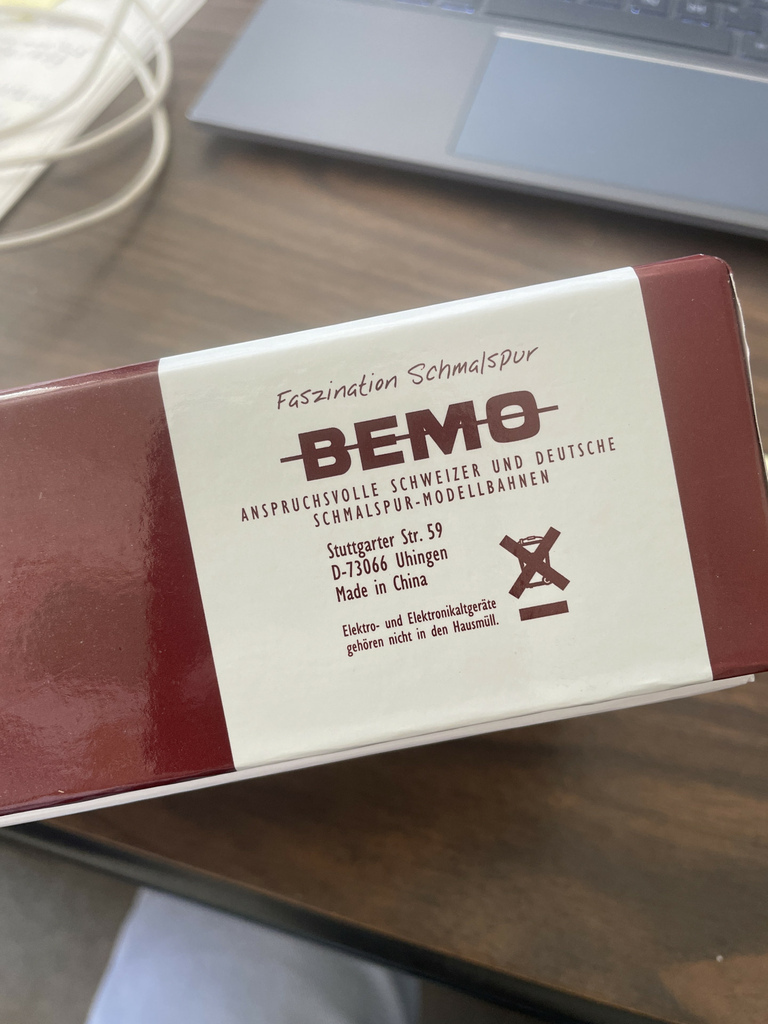 Faszination Schmalspur
BEMO
ANSPRUCHSVOLLE SCHWEIZER UND DEUTSCHE
SCHMALSPUR-MODELLBAHNEN
Stuttgarter Str. 59
D-73066 Uhingen
Made in China
Elektro- und Elektronikaltgeräte
gehören nicht in den Hausmüll.